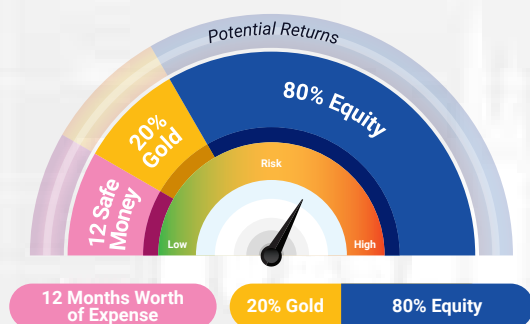 Potential Returns
80% Equity
20%
Gold
12 Safe
Money
Risk
Low
High
12 Months Worth
of Expense
20% Gold
80% Equity